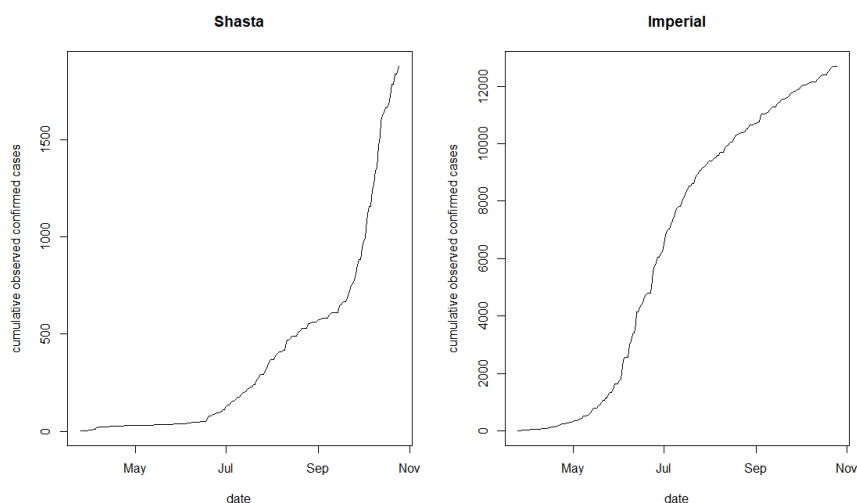 Shasta
cumulative observed confirmed cases
1500
1000
500
0
May
Jul
Sep
Nov
date
Imperial
cumulative observed confirmed cases
12000
10000
8000
6000
4000
2000
0
May
Jul
Sep
Nov
date